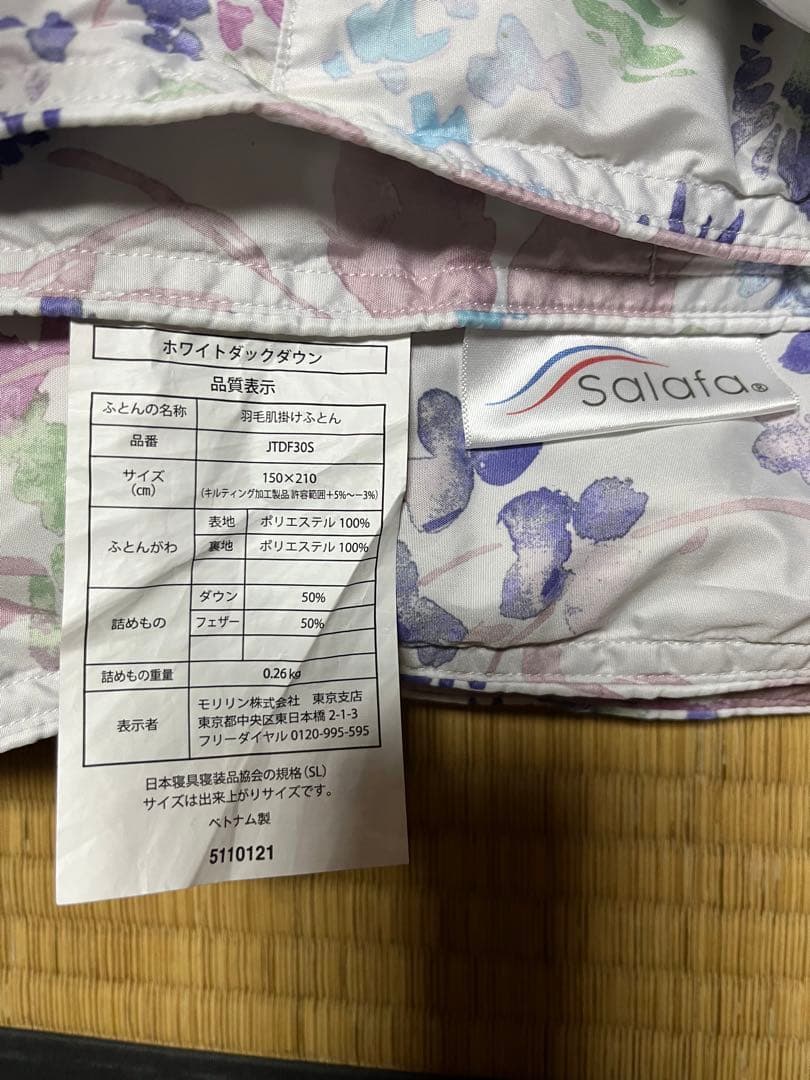 ホワイトダックダウン
品質表示
ふとんの名称 羽毛肌掛けふとん
品番 JTDF30S
サイズ (cm) 150×210
(キルティング加工製品 許容範囲+5%~−3%)
ふとんがわ 表地 ポリエステル 100%
裏地 ポリエステル 100%
詰めもの ダウン 50%
フェザー 50%
詰めもの重量 0.26kg
表示者 モリリン株式会社 東京支店
東京都中央区東日本橋 2-1-3
フリーダイヤル 0120-995-595
日本寝具寝装品協会の規格(SL)
サイズは出来上がりサイズです。
ベトナム製
5110121
Salafa®